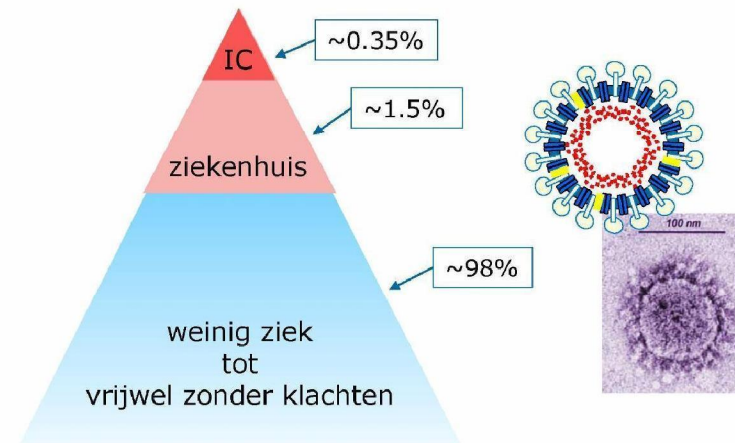 ~0.35%
IC
~1.5%
ziekenhuis
100 nm
~98%
weinig ziek
tot
vrijwel zonder klachten